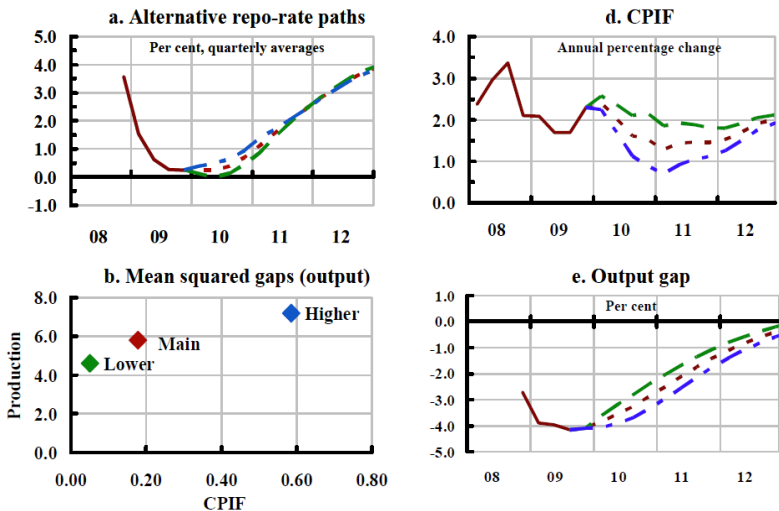 a. Alternative repo-rate paths
Per cent, quarterly averages
5.0
4.0
3.0
2.0
1.0
0.0
-1.0
08 09 10 11 12
d. CPIF
Annual percentage change
4.0
3.0
2.0
1.0
0.0
08 09 10 11 12
b. Mean squared gaps (output)
8.0
6.0
4.0
2.0
0.0
Production
Higher
Main
Lower
0.00 0.20 0.40 0.60 0.80
CPIF
e. Output gap
Per cent
1.0
0.0
-1.0
-2.0
-3.0
-4.0
-5.0
08 09 10 11 12